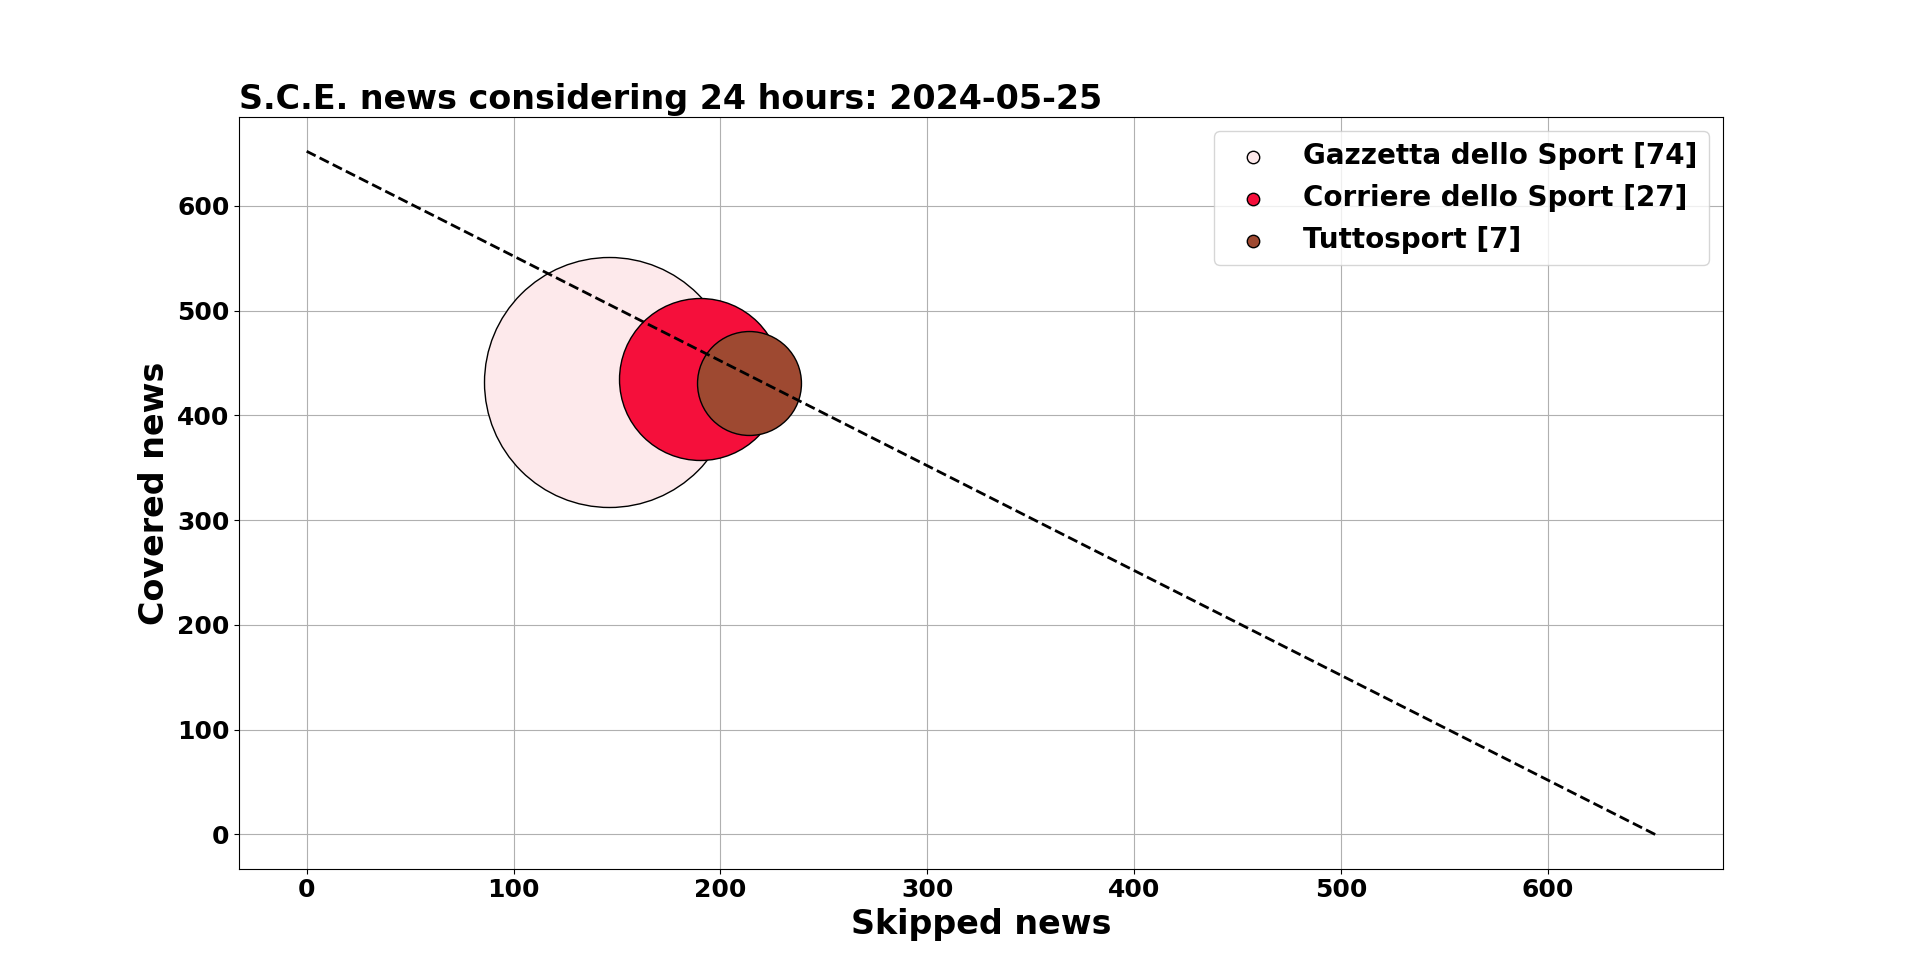 S.C.E. news considering 24 hours: 2024-05-25
Gazzetta dello Sport [74]
Corriere dello Sport [27]
Tuttosport [7]
Covered news
600
500
400
300
200
100
0
0 100 200 300 400 500 600
Skipped news